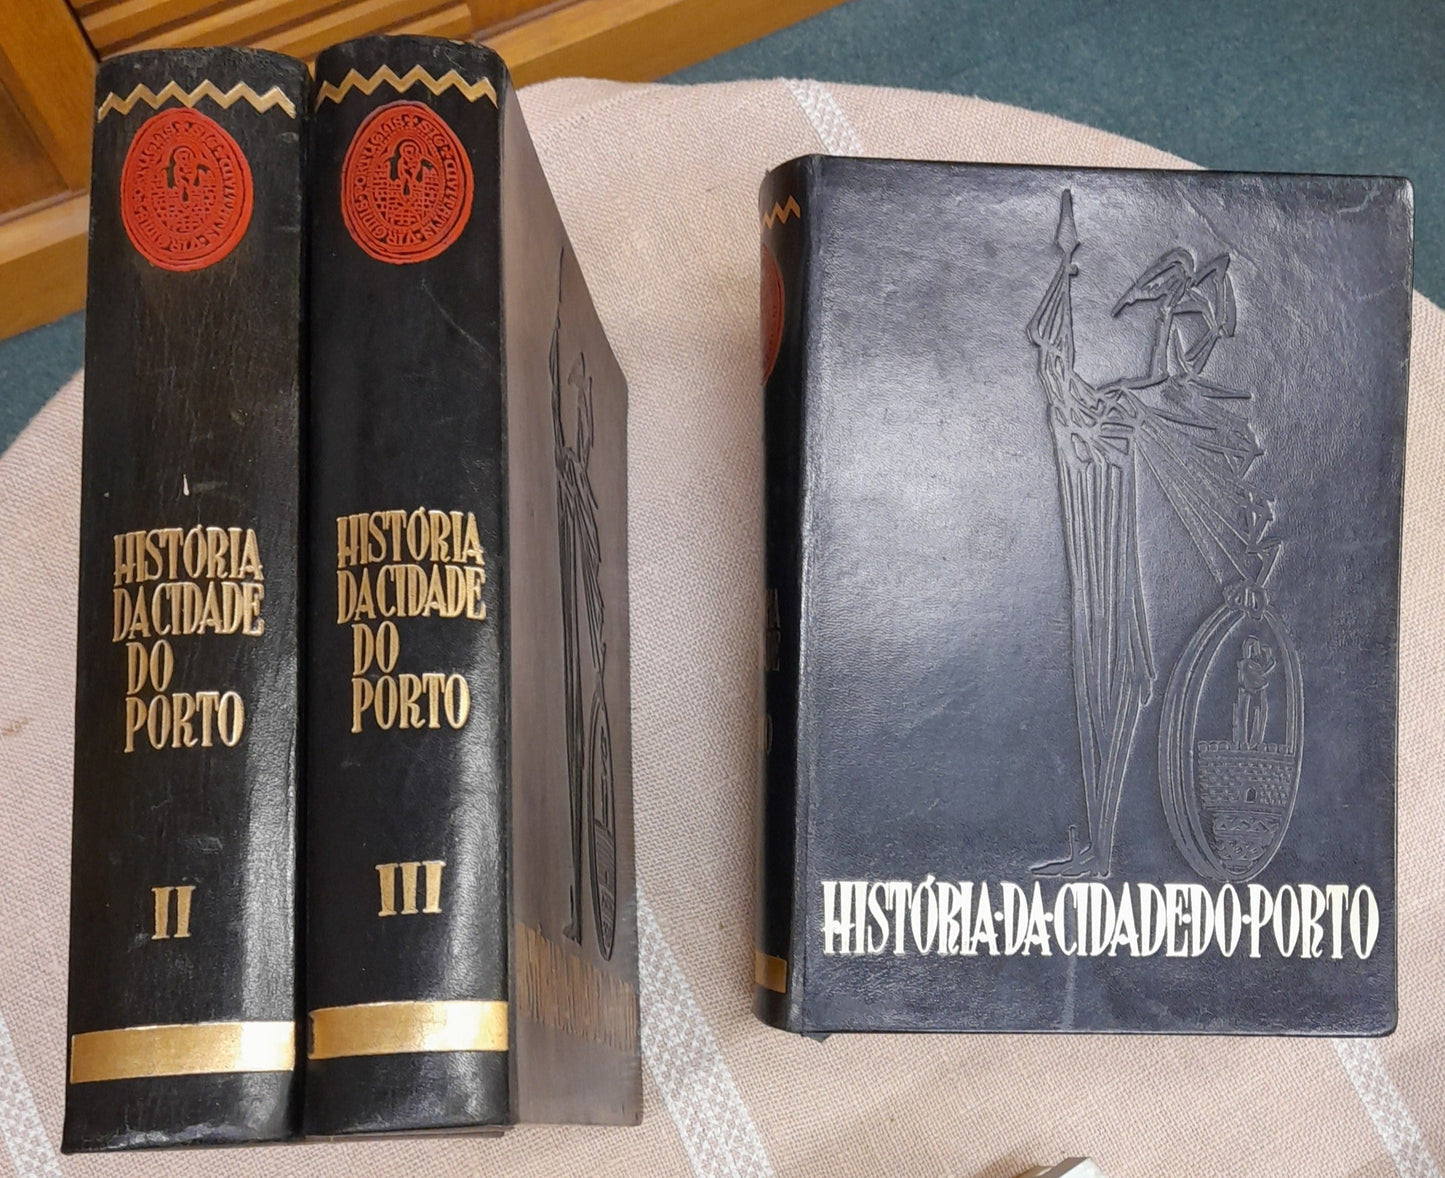 HISTÓRIA
DA CIDADE
DO
PORTO
II
HISTÓRIA
DA CIDADE
DO
PORTO
III
HISTÓRIA·DA·CIDADE·DO·PORTO